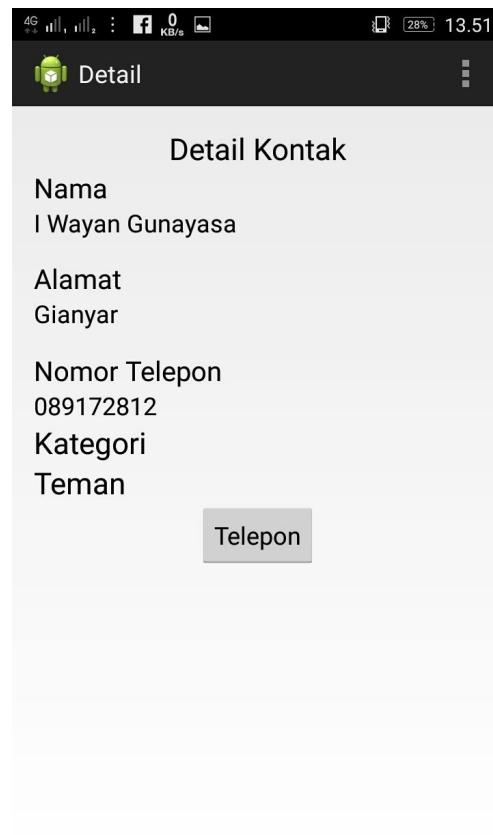 4G 0 KB/s 28% 13.51
Detail
Detail Kontak
Nama
I Wayan Gunayasa
Alamat
Gianyar
Nomor Telepon
089172812
Kategori
Teman
Telepon